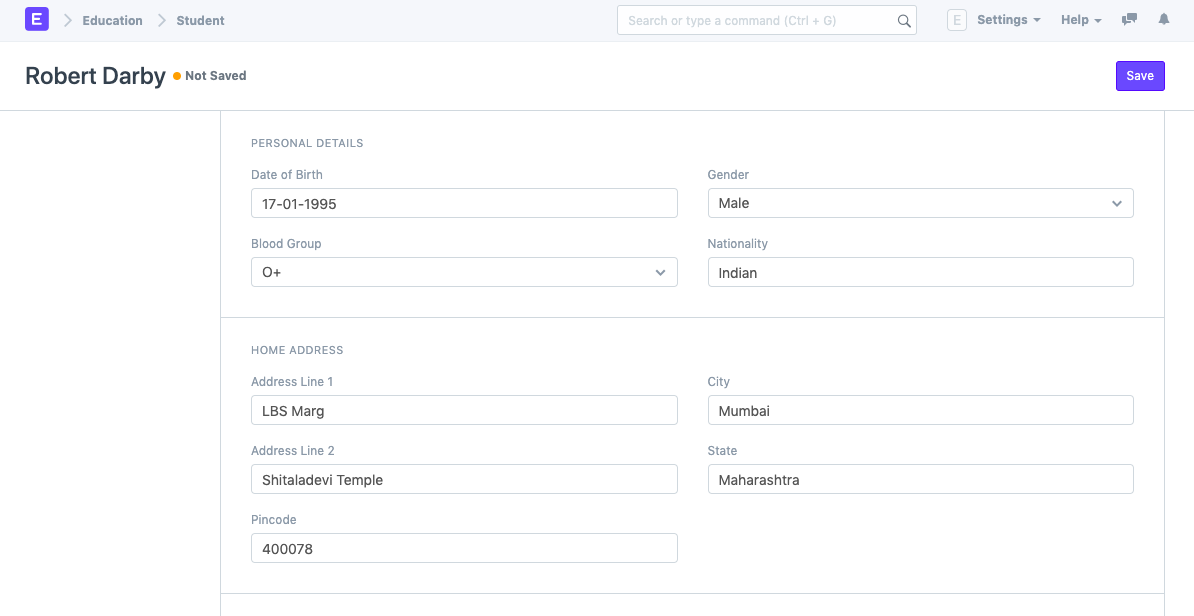 E Education Student Search or type a command (Ctrl + G) E Settings Help
Robert Darby Not Saved Save
PERSONAL DETAILS
Date of Birth Gender
17-01-1995 Male
Blood Group Nationality
O+ Indian
HOME ADDRESS
Address Line 1 City
LBS Marg Mumbai
Address Line 2 State
Shitaladevi Temple Maharashtra
Pincode
400078